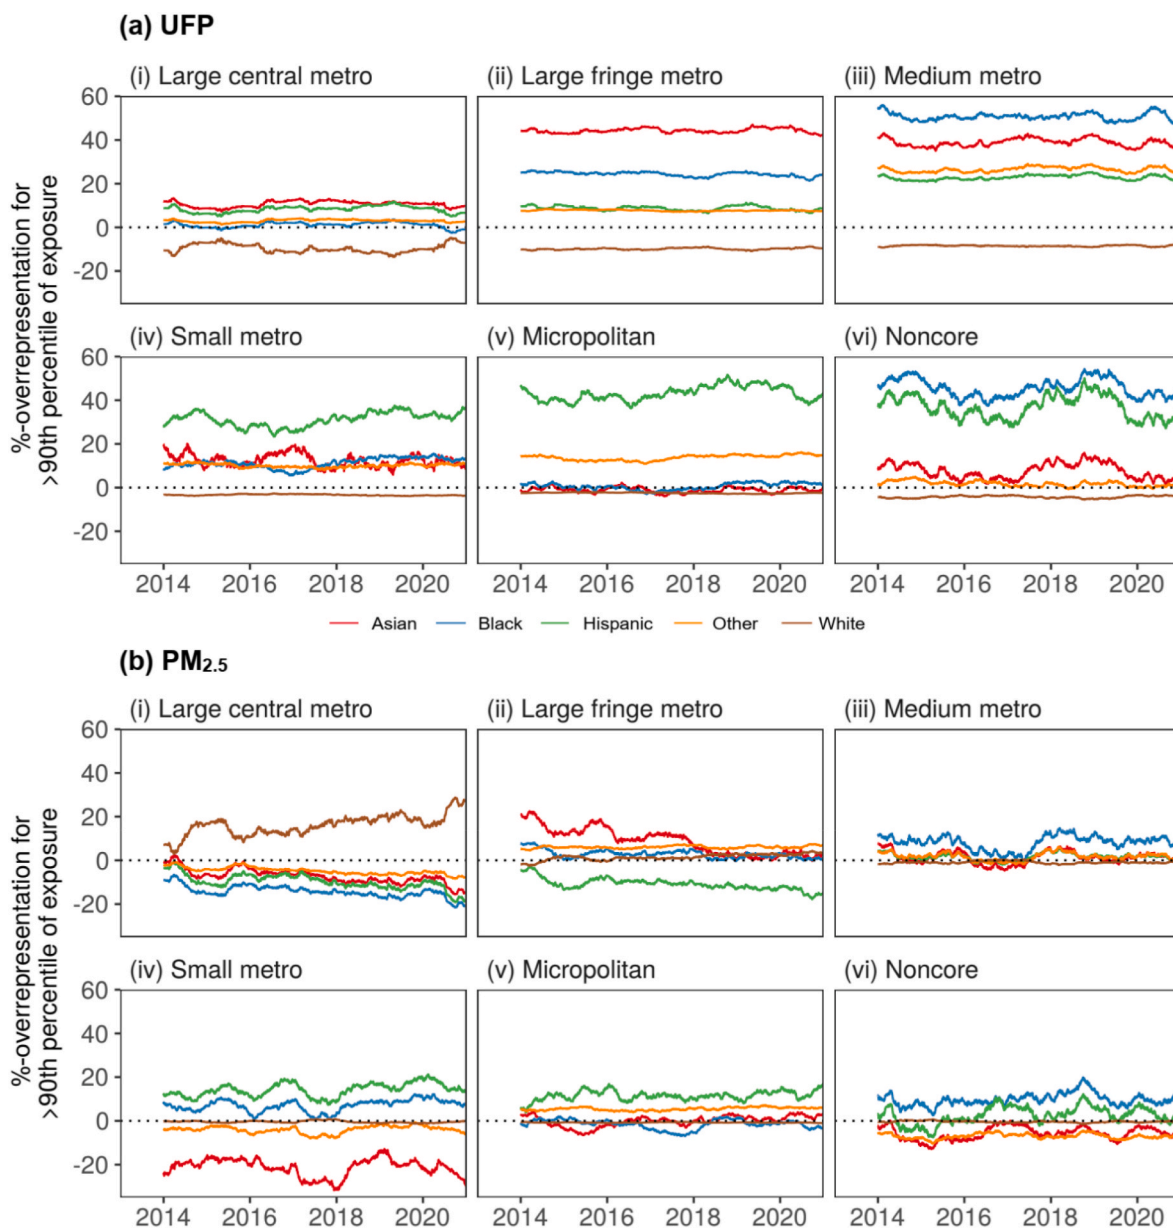 (a) UFP
(i) Large central metro
(ii) Large fringe metro
(iii) Medium metro
60
40
20
0
-20
(iv) Small metro
(v) Micropolitan
(vi) Noncore
60
40
20
0
-20
%-overrepresentation for
>90th percentile of exposure
2014 2016 2018 2020
2014 2016 2018 2020
2014 2016 2018 2020
Asian Black Hispanic Other White
(b) PM2.5
(i) Large central metro
(ii) Large fringe metro
(iii) Medium metro
60
40
20
0
-20
(iv) Small metro
(v) Micropolitan
(vi) Noncore
60
40
20
0
-20
%-overrepresentation for
>90th percentile of exposure
2014 2016 2018 2020
2014 2016 2018 2020
2014 2016 2018 2020